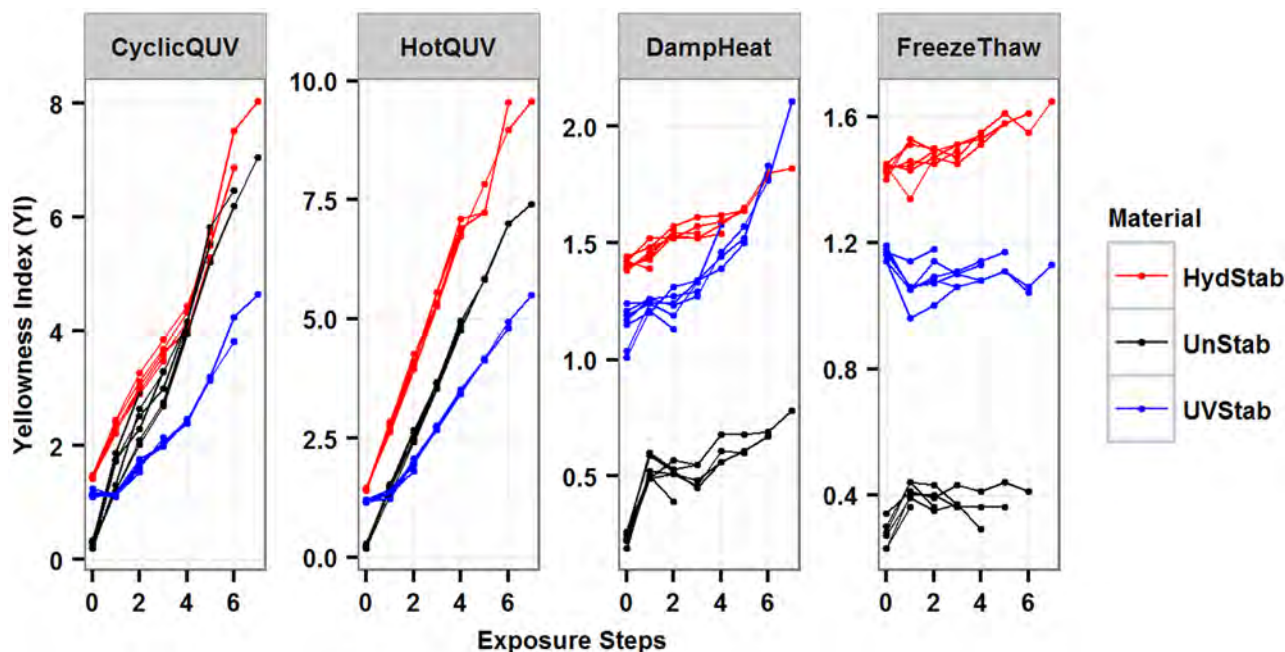 CyclicQUV HotQUV DampHeat FreezeThaw
Yellowness Index (YI)
8
6
4
2
0
10.0
7.5
5.0
2.5
0.0
2.0
1.5
1.0
0.5
1.6
1.2
0.8
0.4
0 2 4 6 0 2 4 6 0 2 4 6 0 2 4 6
Exposure Steps
Material
HydStab
UnStab
UVStab